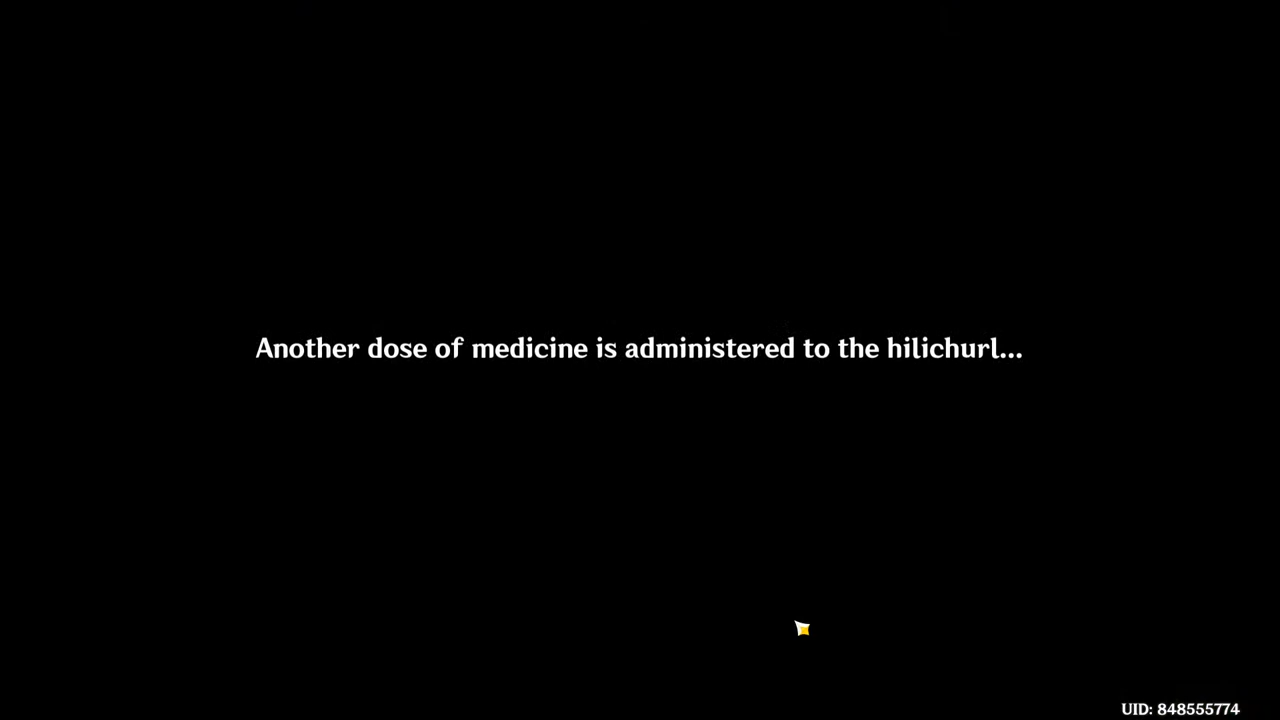 Another dose of medicine is administered to the hilichurl...
UID: 848555774